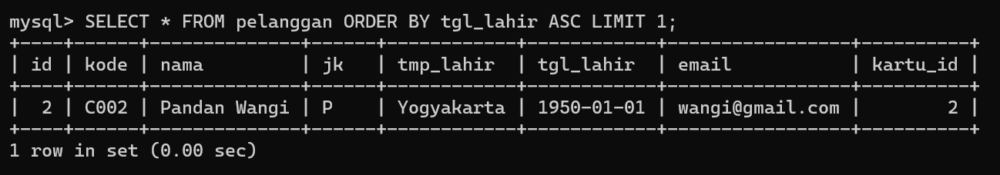 mysql> SELECT * FROM pelanggan ORDER BY tgl_lahir ASC LIMIT 1;
+----+------+--------------+------+------------+------------+------------------+----------+
| id | kode | nama         | jk   | tmp_lahir  | tgl_lahir  | email            | kartu_id |
+----+------+--------------+------+------------+------------+------------------+----------+
|  2 | C002 | Pandan Wangi | P    | Yogyakarta | 1950-01-01 | wangi@gmail.com |        2 |
+----+------+--------------+------+------------+------------+------------------+----------+
1 row in set (0.00 sec)